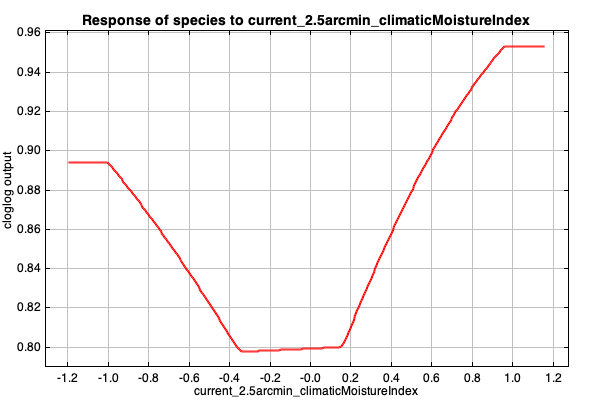 Response of species to current_2.5arcmin_climaticMoistureIndex
cloglog output
0.96
0.94
0.92
0.90
0.88
0.86
0.84
0.82
0.80
-1.2 -1.0 -0.8 -0.6 -0.4 -0.2 -0.0 0.2 0.4 0.6 0.8 1.0 1.2
current_2.5arcmin_climaticMoistureIndex